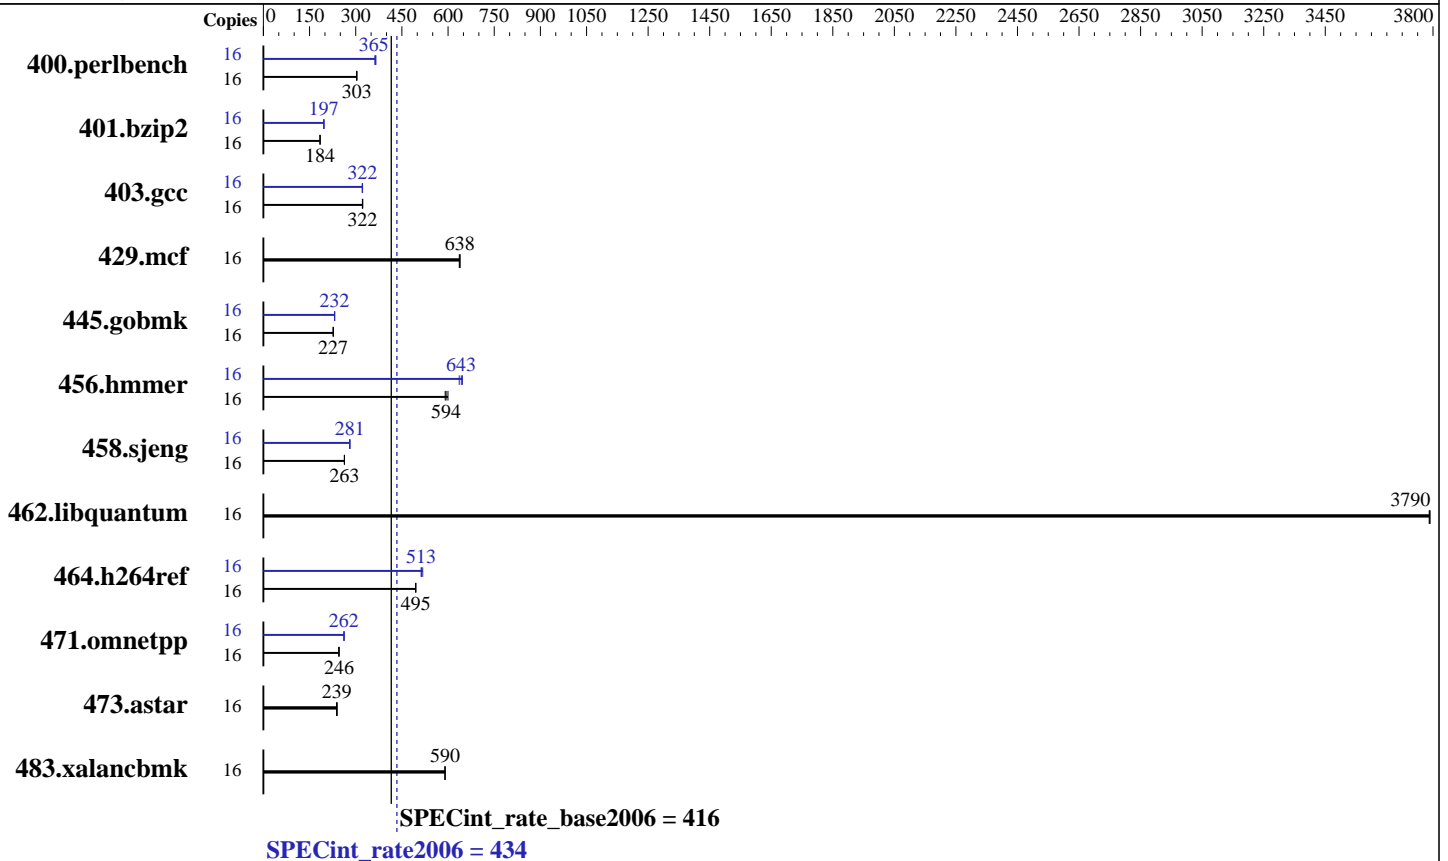 Copies 0 150 300 450 600 750 900 1050 1250 1450 1650 1850 2050 2250 2450 2650 2850 3050 3250 3450 3800
400.perlbench 16 365
16 303
401.bzip2 16 197
16 184
403.gcc 16 322
16 322
429.mcf 16 638
445.gobmk 16 232
16 227
456.hmmer 16 643
16 594
458.sjeng 16 281
16 263
462.libquantum 16 3790
464.h264ref 16 513
16 495
471.omnetpp 16 262
16 246
473.astar 16 239
483.xalancbmk 16 590
SPECint_rate_base2006 = 416
SPECint_rate2006 = 434